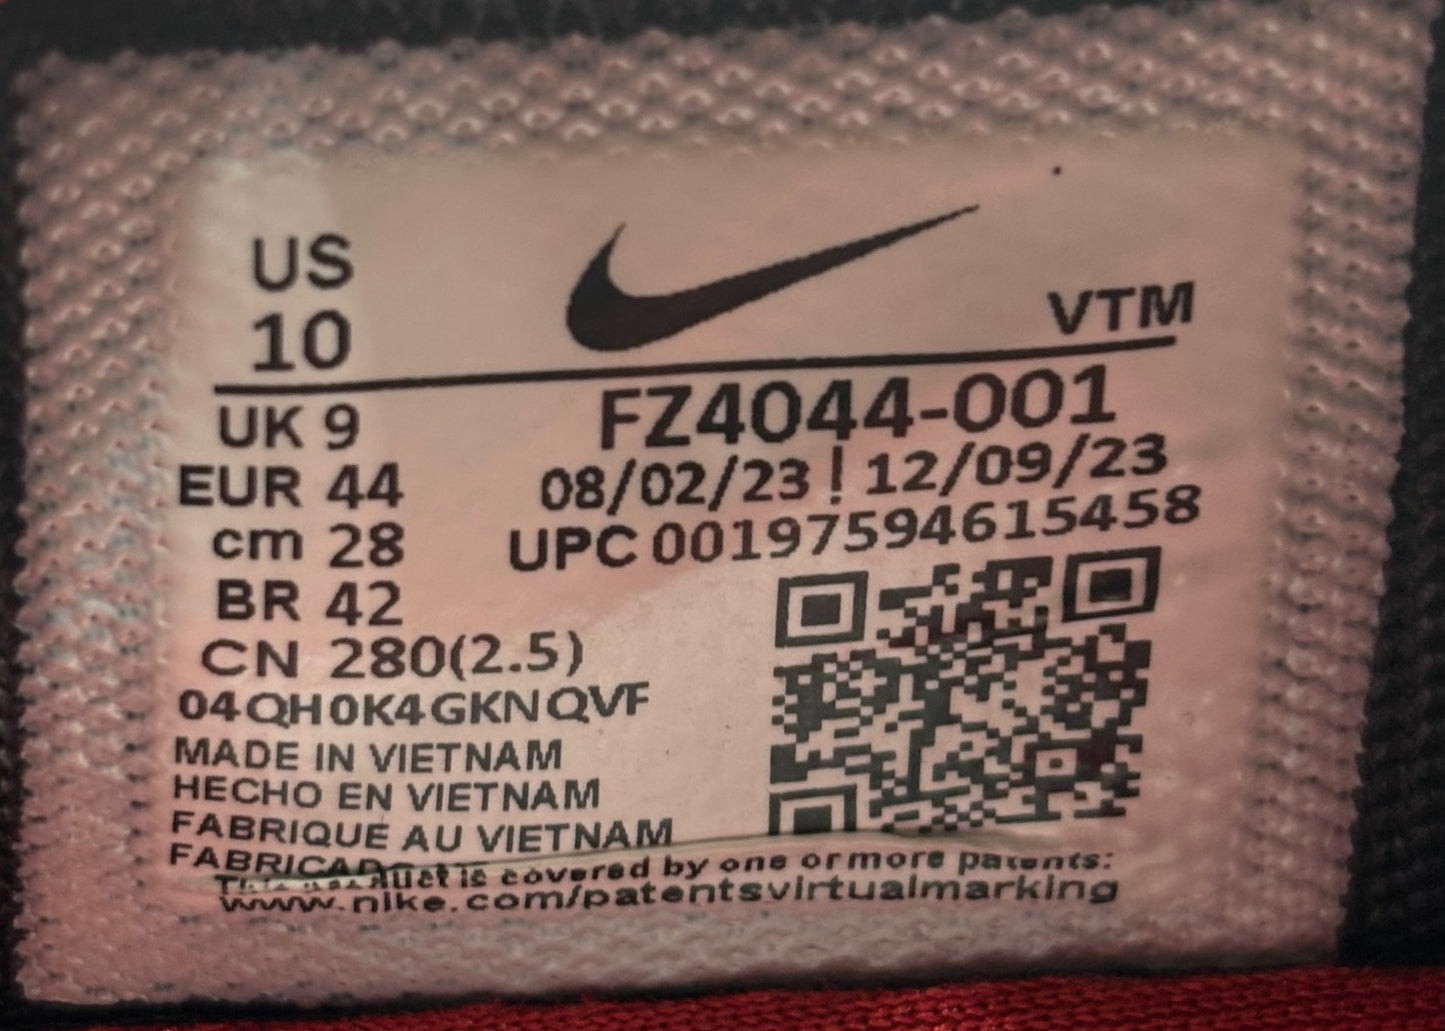 US
10
VTM
UK 9
FZ4044-001
EUR 44
08/02/23 ! 12/09/23
cm 28
UPC 00197594615458
BR 42
CN 280(2.5)
04QH0K4GKNQVF
MADE IN VIETNAM
HECHO EN VIETNAM
FABRIQUE AU VIETNAM
is covered by one or more patents:
www.nike.com/patentsvirtualmarking